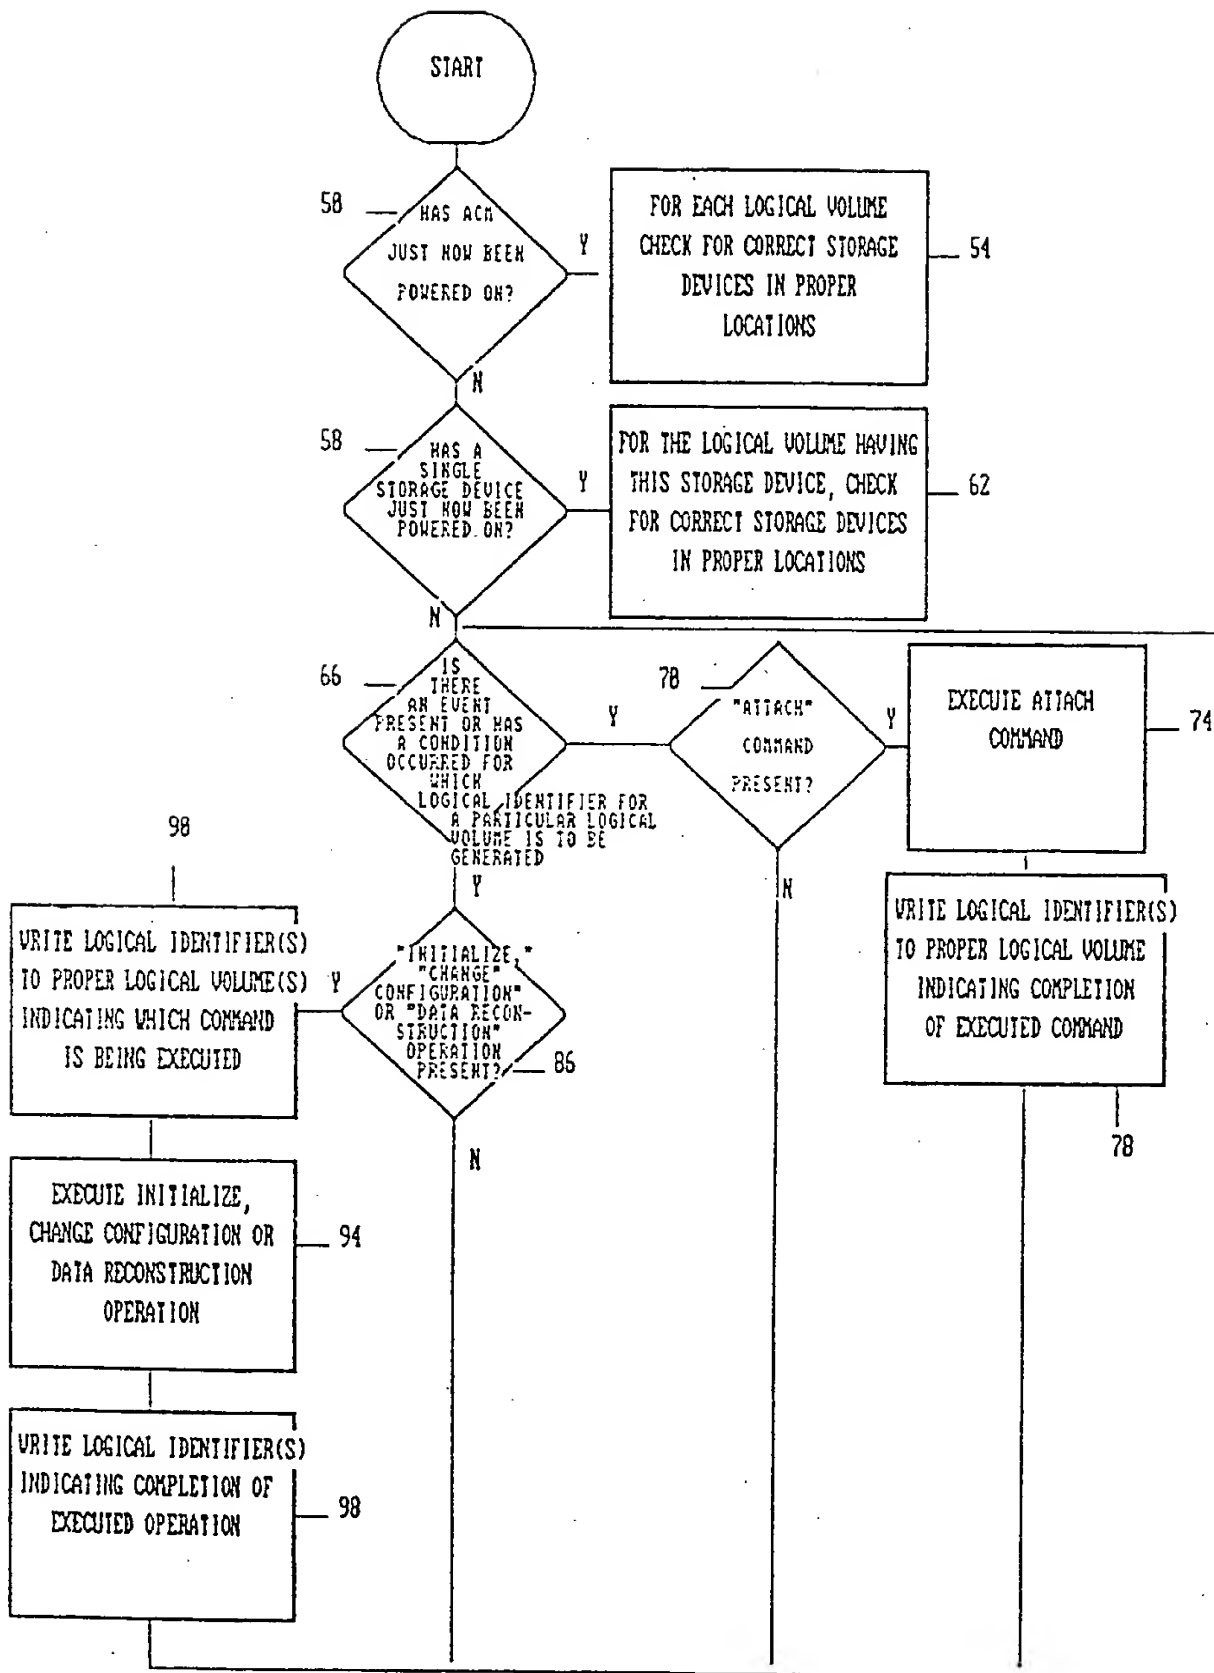 START
58
HAS ACM
JUST NOW BEEN
POWERED ON?
Y
FOR EACH LOGICAL VOLUME
CHECK FOR CORRECT STORAGE
DEVICES IN PROPER
LOCATIONS
54
N
58
HAS A
SINGLE
STORAGE DEVICE
JUST NOW BEEN
POWERED ON?
Y
FOR THE LOGICAL VOLUME HAVING
THIS STORAGE DEVICE, CHECK
FOR CORRECT STORAGE DEVICES
IN PROPER LOCATIONS
62
N
66
IS
THERE
AN EVENT
PRESENT OR HAS
A CONDITION
OCCURRED FOR
WHICH
LOGICAL IDENTIFIER FOR
A PARTICULAR LOGICAL
VOLUME IS TO BE
GENERATED
Y
70
"ATTACH"
COMMAND
PRESENT?
Y
EXECUTE ATTACH
COMMAND
74
N
WRITE LOGICAL IDENTIFIER(S)
TO PROPER LOGICAL VOLUME
INDICATING COMPLETION
OF EXECUTED COMMAND
78
Y
98
WRITE LOGICAL IDENTIFIER(S)
TO PROPER LOGICAL VOLUME(S)
INDICATING WHICH COMMAND
IS BEING EXECUTED
Y
"INITIALIZE,"
"CHANGE"
CONFIGURATION"
OR "DATA RECON-
STRUCTION"
OPERATION
PRESENT?
86
N
EXECUTE INITIALIZE,
CHANGE CONFIGURATION OR
DATA RECONSTRUCTION
OPERATION
94
WRITE LOGICAL IDENTIFIER(S)
INDICATING COMPLETION OF
EXECUTED OPERATION
98